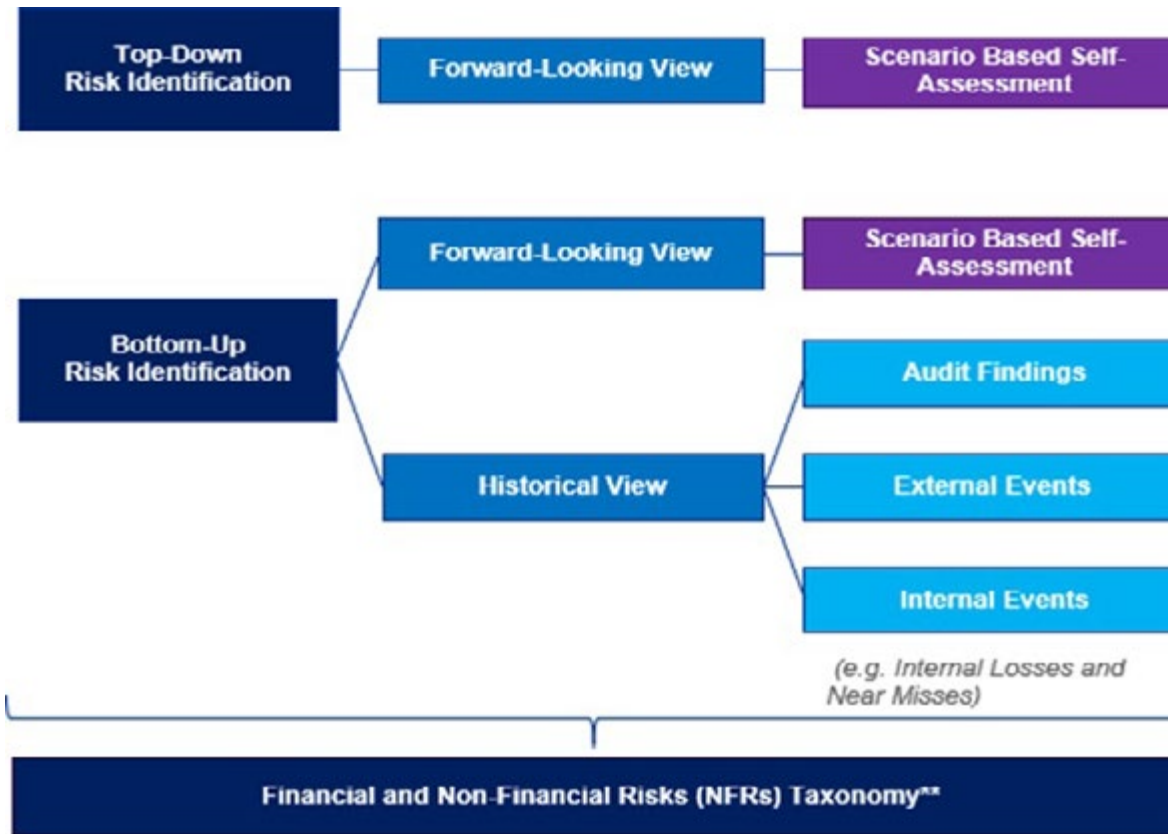 Top-Down
Risk Identification
Forward-Looking View
Scenario Based Self-
Assessment
Forward-Looking View
Scenario Based Self-
Assessment
Bottom-Up
Risk Identification
Audit Findings
Historical View
External Events
Internal Events
(e.g. Internal Losses and
Near Misses)
Financial and Non-Financial Risks (NFRs) Taxonomy**